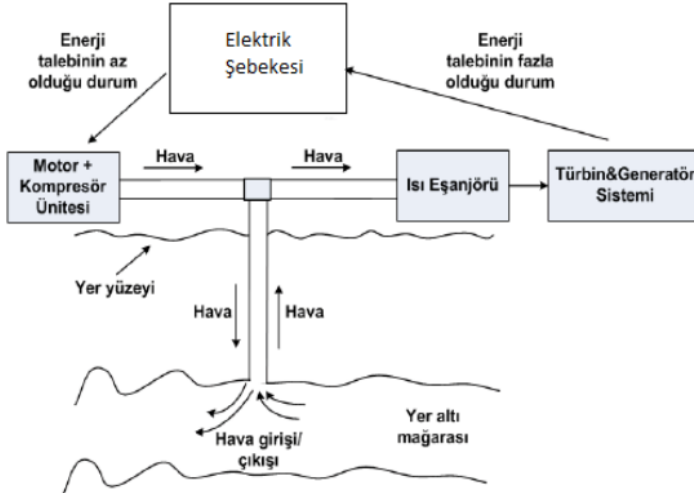 Enerji
talebinin az
olduğu durum
Elektrik
Şebekesi
Enerji
talebinin fazla
olduğu durum
Motor +
Kompresör
Ünitesi
Hava
Hava
Isı Eşanjörü
Türbin&Generatör
Sistemi
Yer yüzeyi
Hava
Hava
Hava girişi/
çıkışı
Yer altı
mağarası